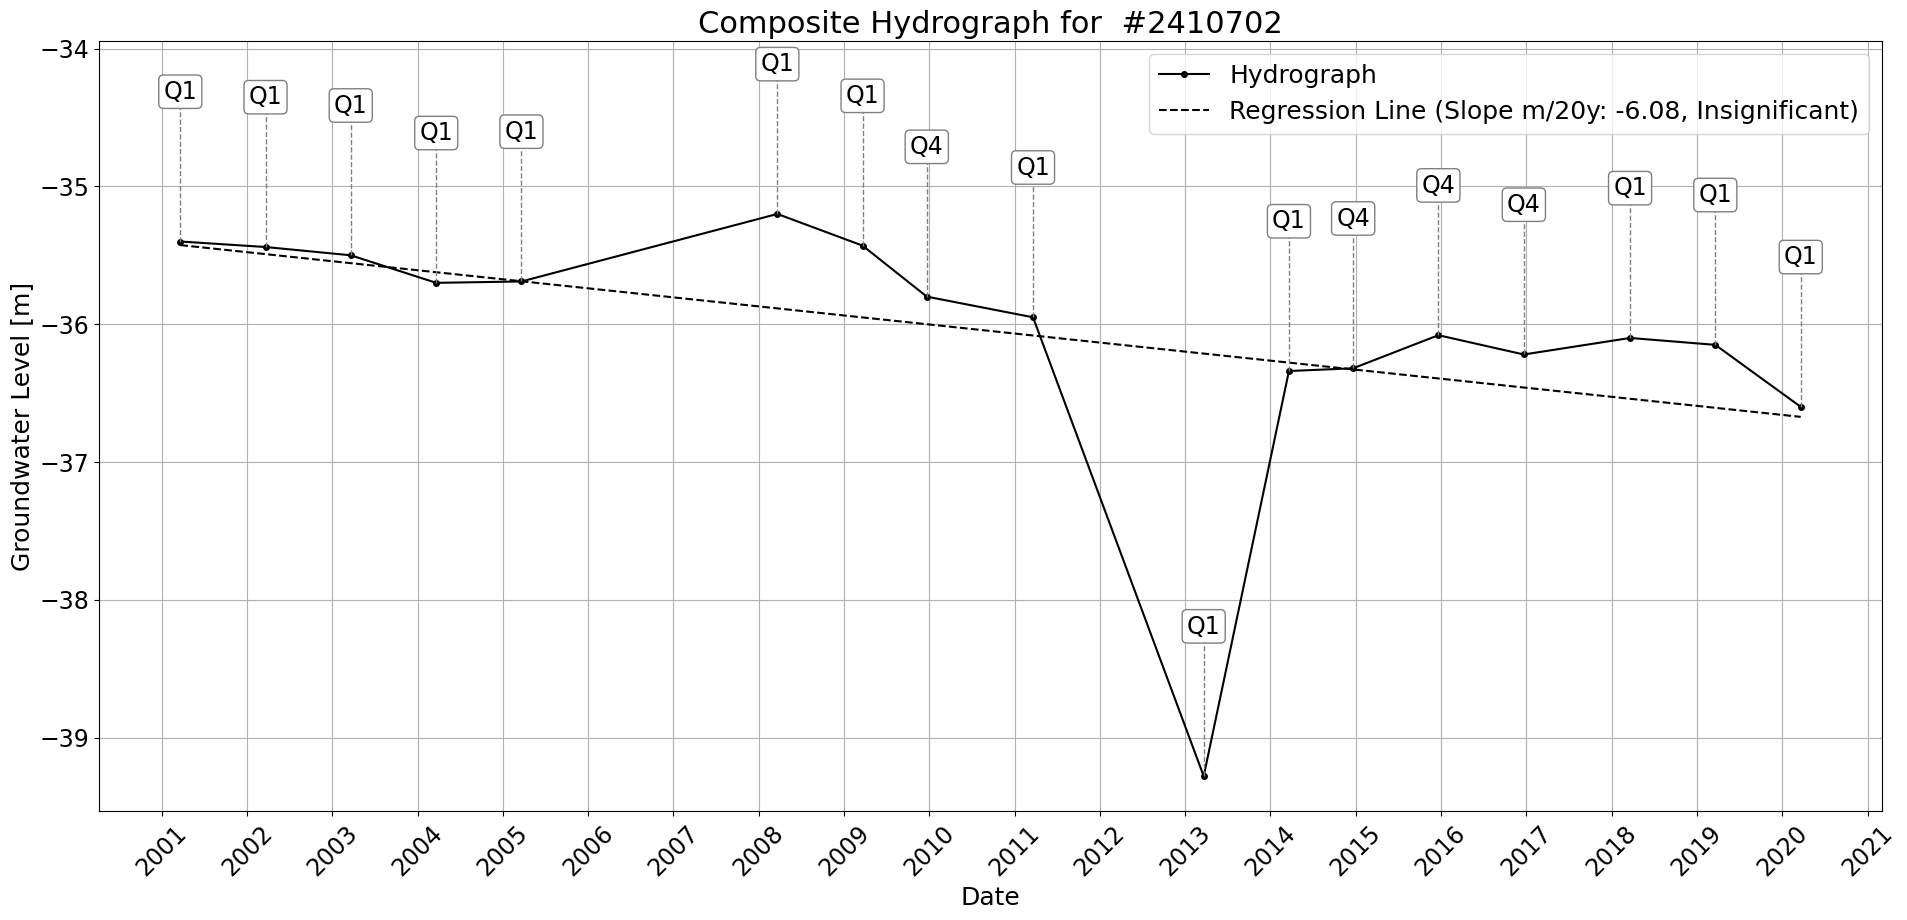 Composite Hydrograph for #2410702
Hydrograph
Regression Line (Slope m/20y: -6.08, Insignificant)
Groundwater Level [m]
−34
−35
−36
−37
−38
−39
Q1
Q1
Q1
Q1
Q1
Q1
Q1
Q4
Q1
Q1
Q1
Q4
Q4
Q4
Q1
Q1
Q1
2001
2002
2003
2004
2005
2006
2007
2008
2009
2010
2011
2012
2013
2014
2015
2016
2017
2018
2019
2020
2021
Date